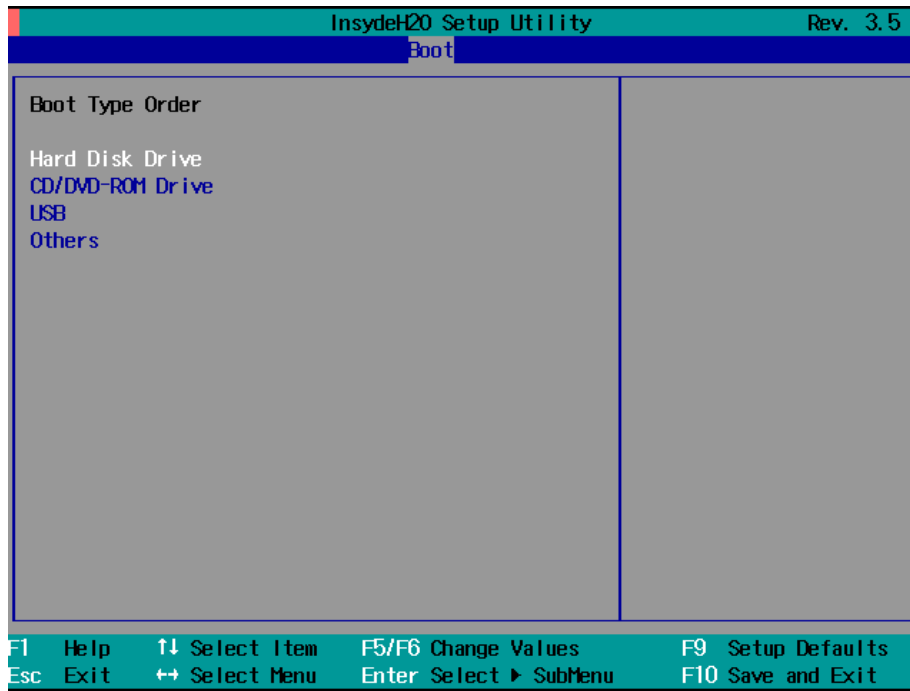 InsydeH2O Setup Utility Rev. 3.5
Boot
Boot Type Order
Hard Disk Drive
CD/DVD-ROM Drive
USB
Others
F1 Help ↑↓ Select Item F5/F6 Change Values F9 Setup Defaults
Esc Exit ↔ Select Menu Enter Select ▶ SubMenu F10 Save and Exit